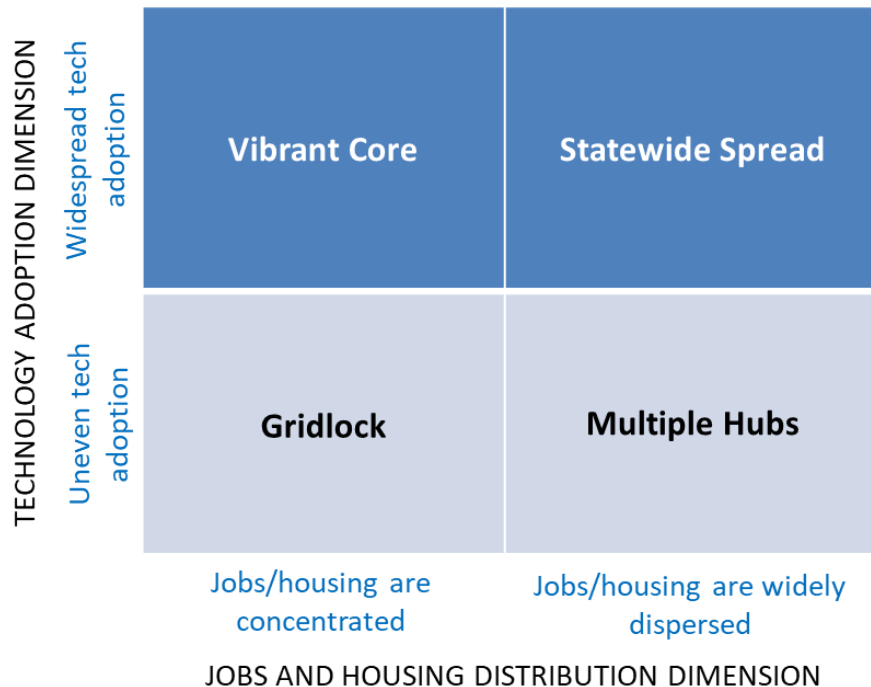 TECHNOLOGY ADOPTION DIMENSION
Widespread tech
adoption
Vibrant Core
Statewide Spread
Uneven tech
adoption
Gridlock
Multiple Hubs
Jobs/housing are
concentrated
Jobs/housing are widely
dispersed
JOBS AND HOUSING DISTRIBUTION DIMENSION